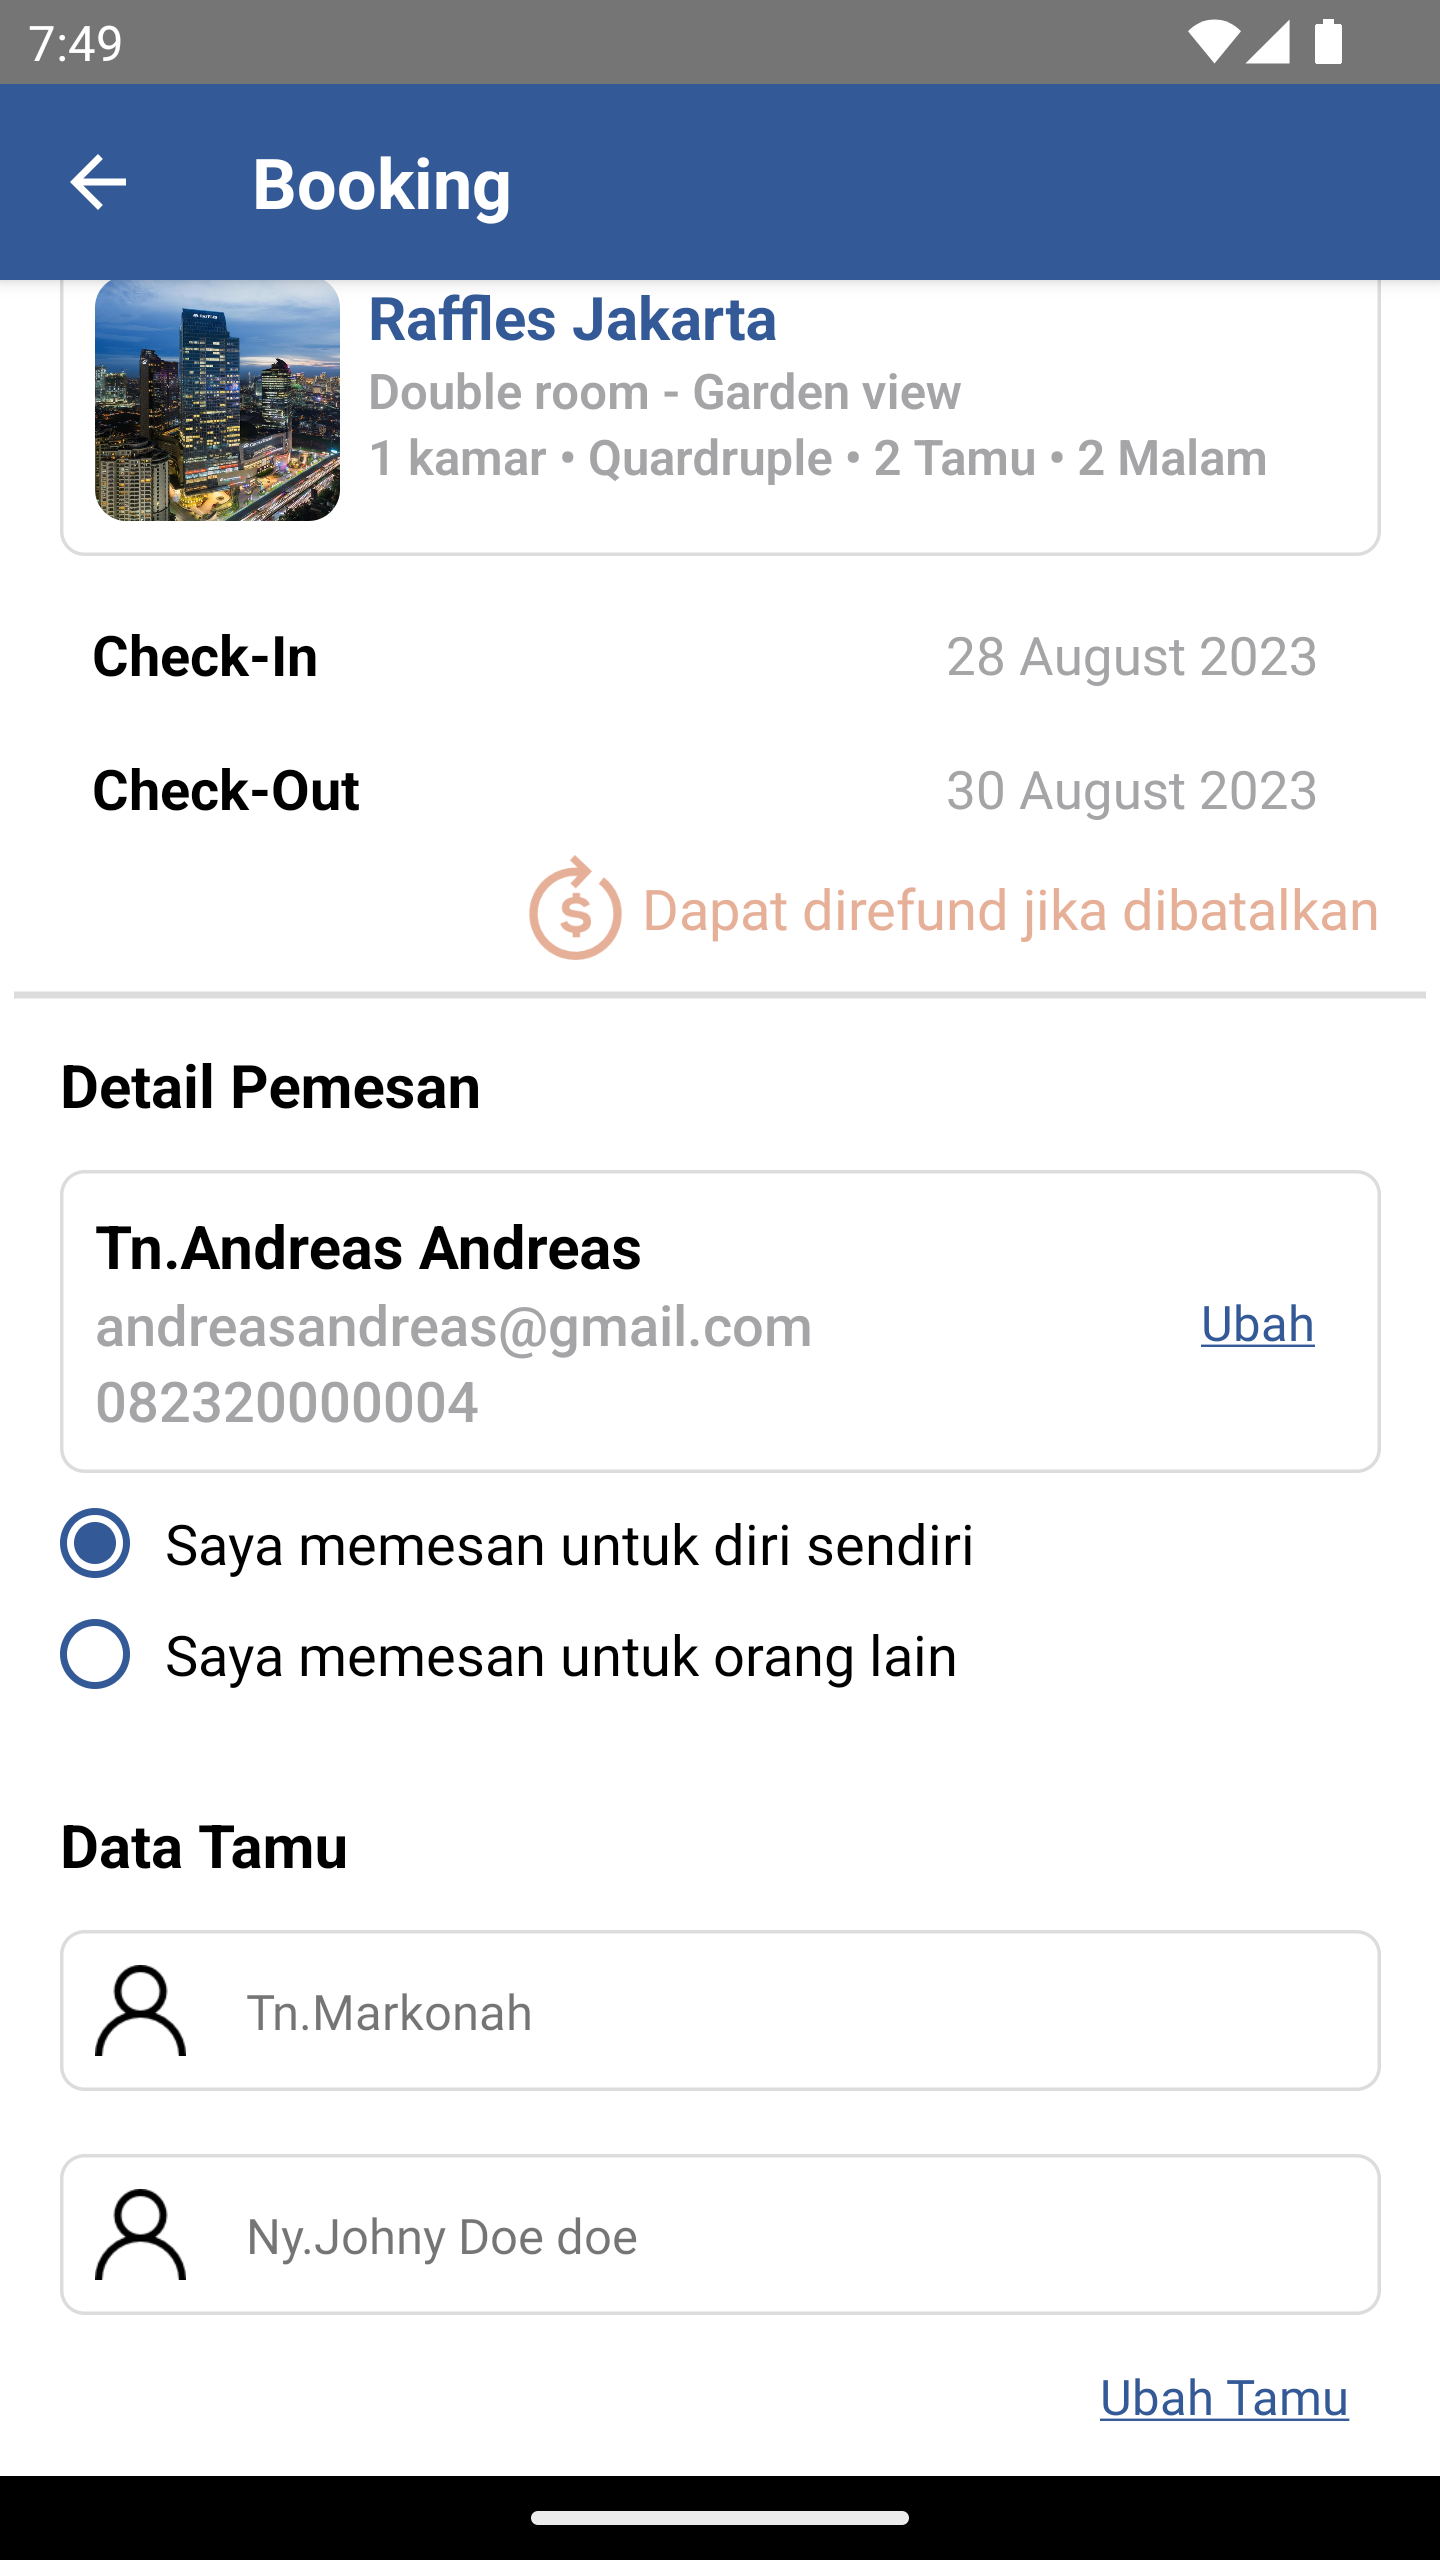 7:49
Booking
Raffles Jakarta
Double room - Garden view
1 kamar • Quardruple • 2 Tamu • 2 Malam
Check-In
28 August 2023
Check-Out
30 August 2023
Dapat direfund jika dibatalkan
Detail Pemesan
Tn.Andreas Andreas
andreasandreas@gmail.com
Ubah
082320000004
Saya memesan untuk diri sendiri
Saya memesan untuk orang lain
Data Tamu
Tn.Markonah
Ny.Johny Doe doe
Ubah Tamu